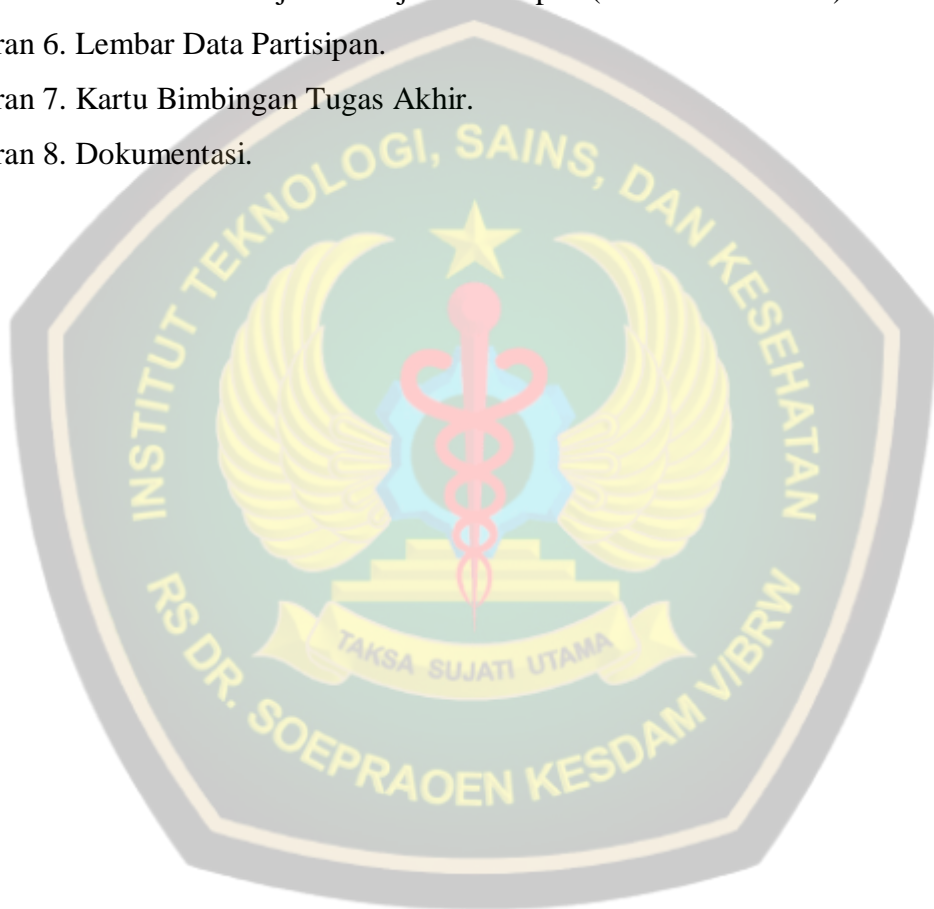 ran 6. Lembar Data Partisipan.
ran 7. Kartu Bimbingan Tugas Akhir.
ran 8. Dokumentasi.
INSTITUT TEKNOLOGI, SAINS, DAN KESEHATAN
TAKSA SUJATI UTAMA
RS DR. SOEPRAOEN KESDAM V/BRW